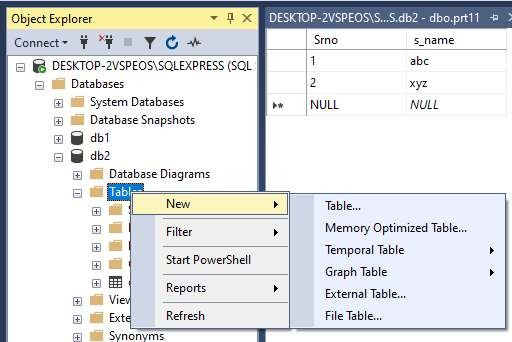 Object Explorer
DESKTOP-2VSPEOS\S...S.db2 - dbo.prt11
Connect
Srno s_name
1 abc
2 xyz
NULL NULL
DESKTOP-2VSPEOS\SQLEXPRESS (SQL
Databases
System Databases
Database Snapshots
db1
db2
Database Diagrams
Tables
New
Filter
Start PowerShell
Reports
Refresh
Table...
Memory Optimized Table...
Temporal Table
Graph Table
External Table...
File Table...
View
Exte
Synonyms